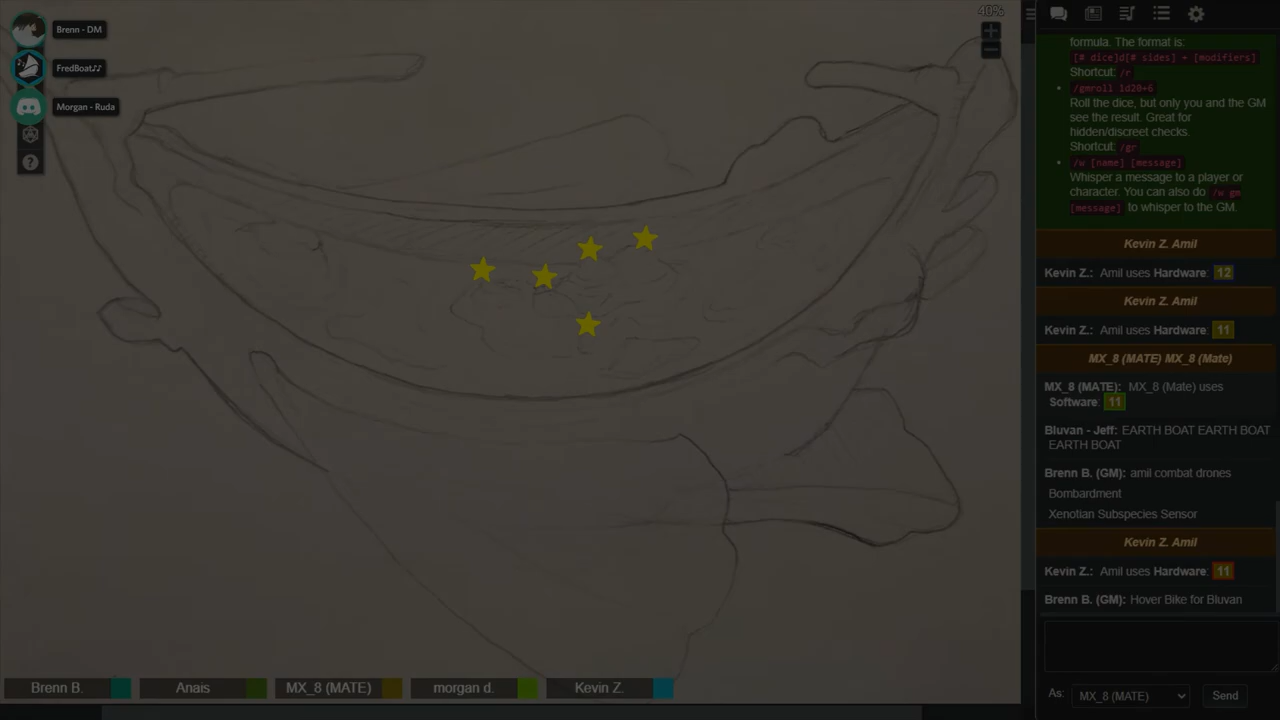 Brenn - DM
FredBoat♪♪
Morgan - Ruda
40%
formula. The format is:
[# dice]d[# sides] + [modifiers]
Shortcut: /r
/gmroll 1d20+6
Roll the dice, but only you and the GM
see the result. Great for
hidden/discreet checks.
Shortcut: /gr
/w [name] [message]
Whisper a message to a player or
character. You can also do /w gm
[message] to whisper to the GM.
Kevin Z. Amil
Kevin Z.: Amil uses Hardware: 12
Kevin Z. Amil
Kevin Z.: Amil uses Hardware: 11
MX_8 (MATE) MX_8 (Mate)
MX_8 (MATE): MX_8 (Mate) uses
Software: 11
Bluvan - Jeff: EARTH BOAT EARTH BOAT
EARTH BOAT
Brenn B. (GM): amil combat drones
Bombardment
Xenotian Subspecies Sensor
Kevin Z. Amil
Kevin Z.: Amil uses Hardware: 11
Brenn B. (GM): Hover Bike for Bluvan
Brenn B.
Anais
MX_8 (MATE)
morgan d.
Kevin Z.
As: MX_8 (MATE) Send